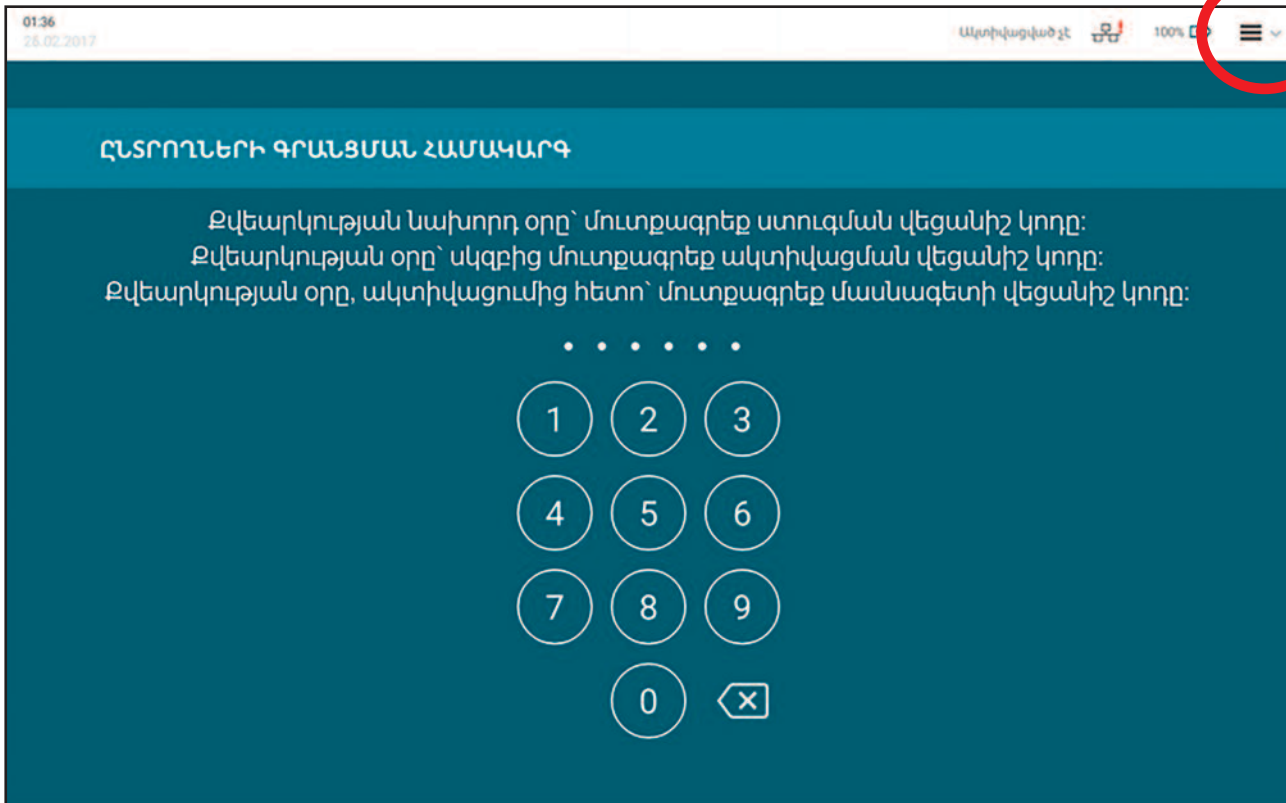 01:36
26.02.2017
Ակտիվացված չէ
100%
ԸՆՏՐՈՂՆԵՐԻ ԳՐԱՆՑՄԱՆ ՀԱՄԱԿԱՐԳ
Քվեարկության նախորդ օրը՝ մուտքագրեք ստուգման վեցանիշ կոդը:
Քվեարկության օրը՝ սկզբից մուտքագրեք ակտիվացման վեցանիշ կոդը:
Քվեարկության օրը, ակտիվացումից հետո՝ մուտքագրեք մասնագետի վեցանիշ կոդը:
1 2 3
4 5 6
7 8 9
0